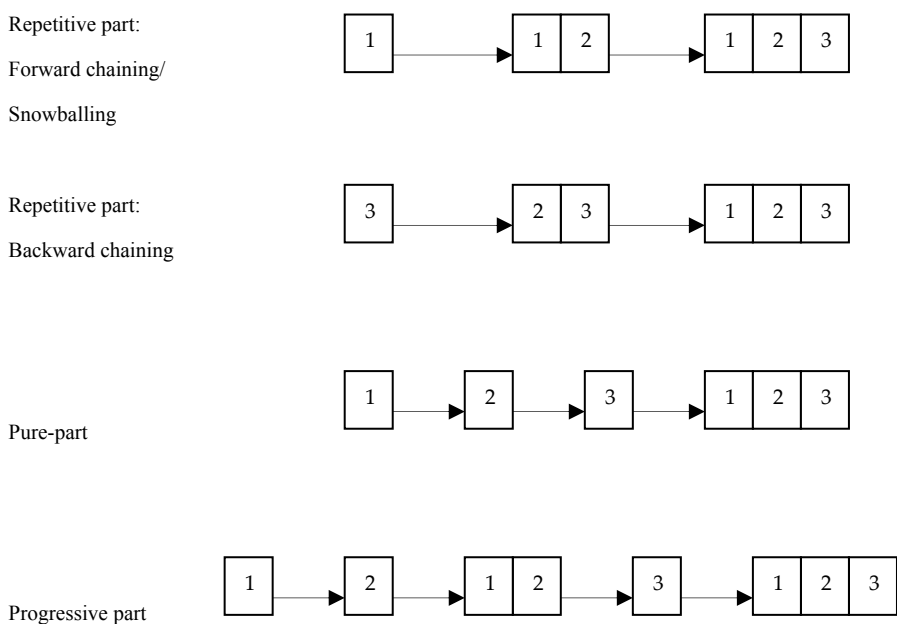 Repetitive part:
Forward chaining/
Snowballing
1 1 2 1 2 3
Repetitive part:
Backward chaining
3 2 3 1 2 3
Pure-part
1 2 3 1 2 3
Progressive part
1 2 1 2 3 1 2 3